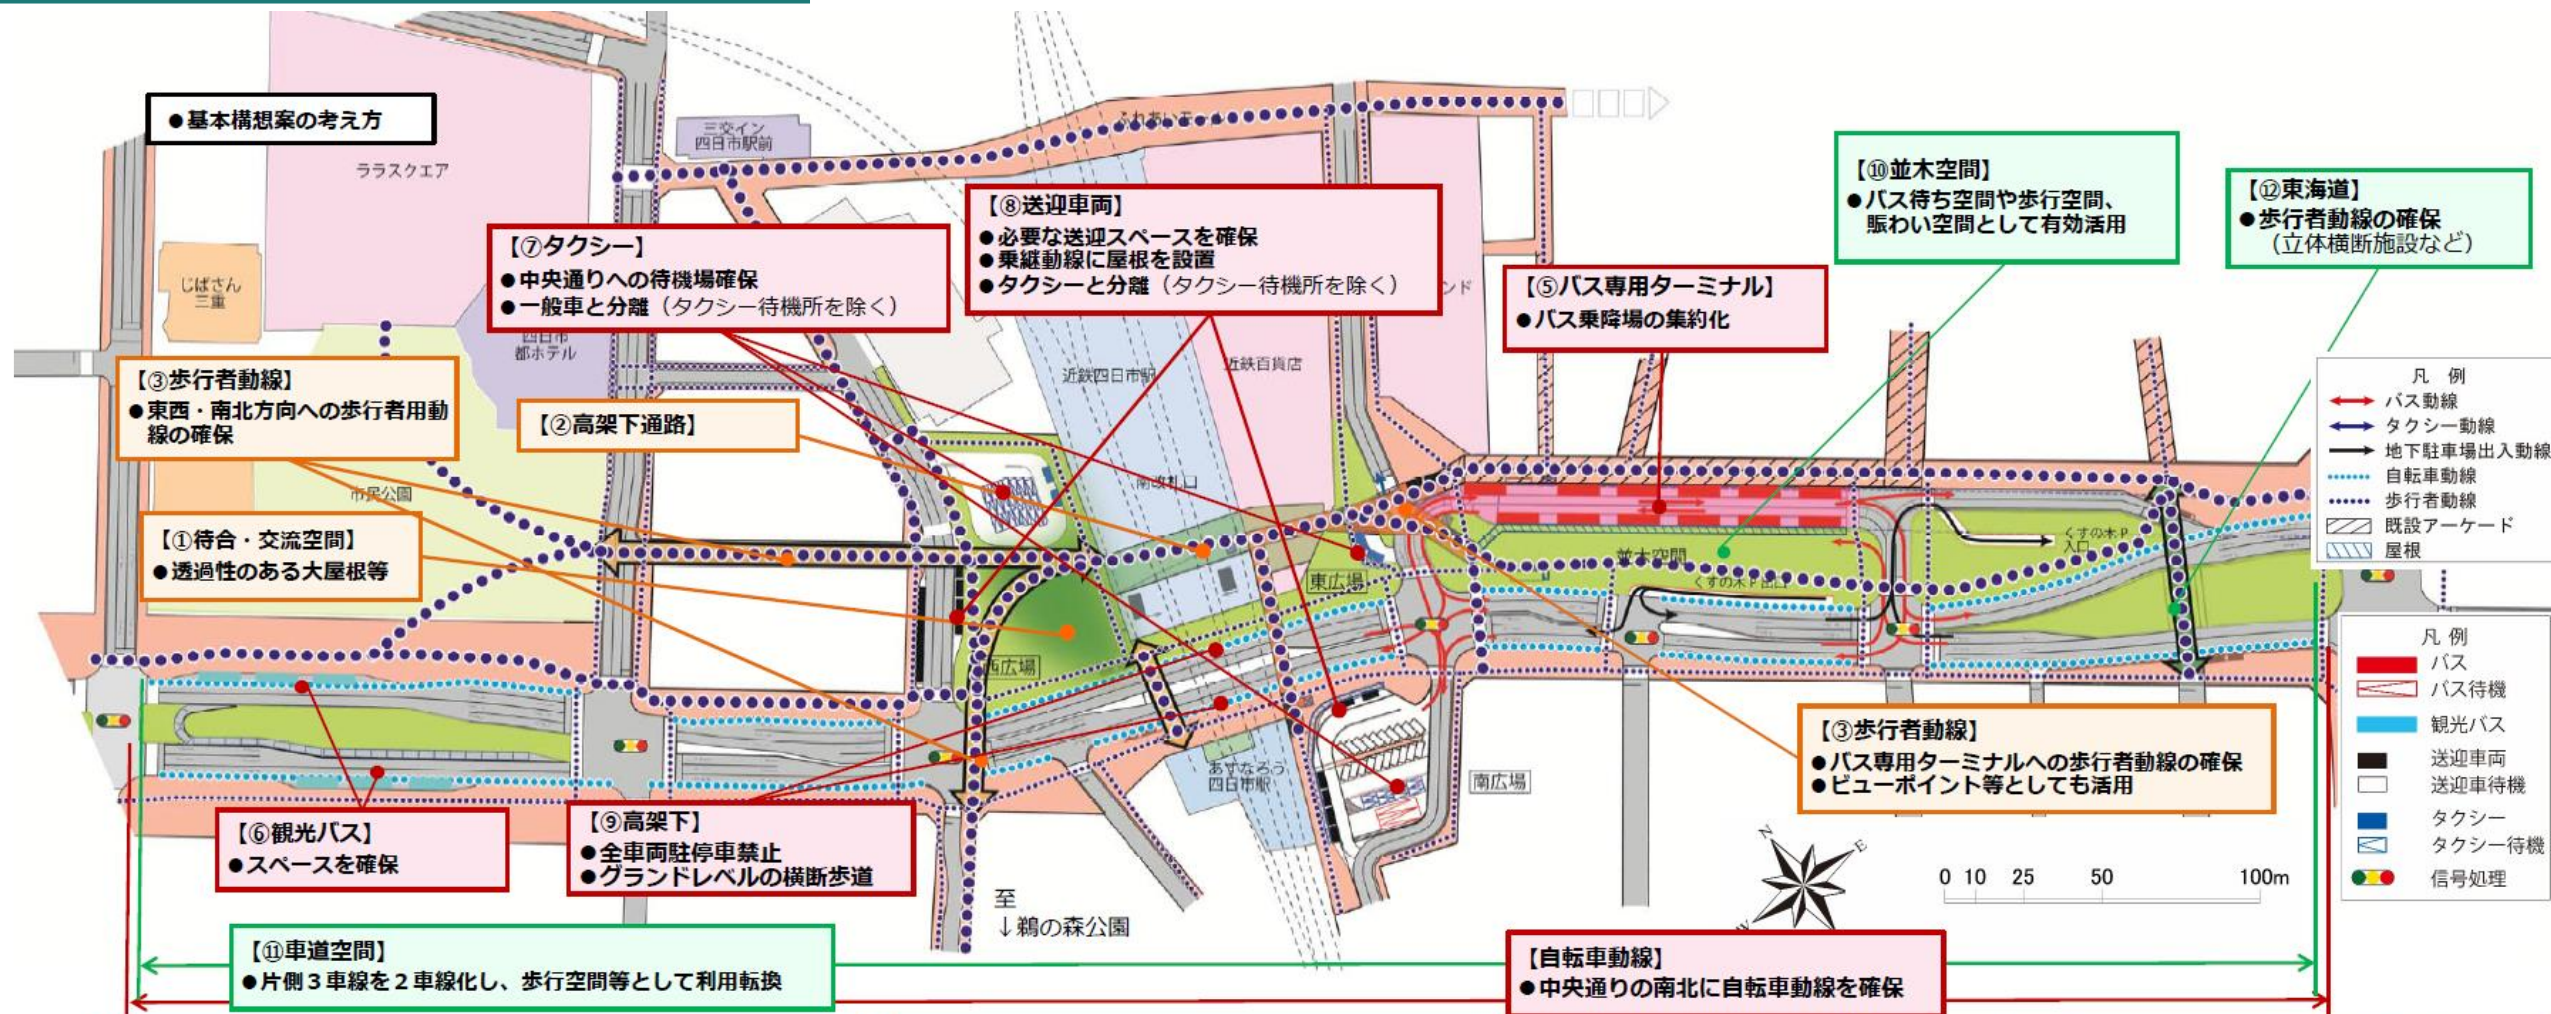 ●基本構想案の考え方
ララスクエア
三交イン
四日市駅前
ふれあいモール
じばさん
三重
四日市
都ホテル
【⑦タクシー】
●中央通りへの待機場確保
●一般車と分離（タクシー待機所を除く）
【⑧送迎車両】
●必要な送迎スペースを確保
●乗継動線に屋根を設置
●タクシーと分離（タクシー待機所を除く）
ンド
【⑩並木空間】
●バス待ち空間や歩行空間、
賑わい空間として有効活用
【⑫東海道】
●歩行者動線の確保
（立体横断施設など）
【⑤バス専用ターミナル】
●バス乗降場の集約化
近鉄四日市駅
近鉄百貨店
【③歩行者動線】
●東西・南北方向への歩行者用動
線の確保
【②高架下通路】
市民公園
南改札口
【①待合・交流空間】
●透過性のある大屋根等
凡 例
バス動線
タクシー動線
地下駐車場出入動線
自転車動線
歩行者動線
既設アーケード
屋根
並木空間
くすの木P
入口
くすの木P出口
東広場
西広場
あすなろう
四日市駅
南広場
凡 例
バス
バス待機
観光バス
送迎車両
送迎車待機
タクシー
タクシー待機
信号処理
【③歩行者動線】
●バス専用ターミナルへの歩行者動線の確保
●ビューポイント等としても活用
【⑥観光バス】
●スペースを確保
【⑨高架下】
●全車両駐停車禁止
●グランドレベルの横断歩道
至
↓鵜の森公園
N
E
W
0 10 25 50 100m
【⑪車道空間】
●片側３車線を２車線化し、歩行空間等として利用転換
【自転車動線】
●中央通りの南北に自転車動線を確保